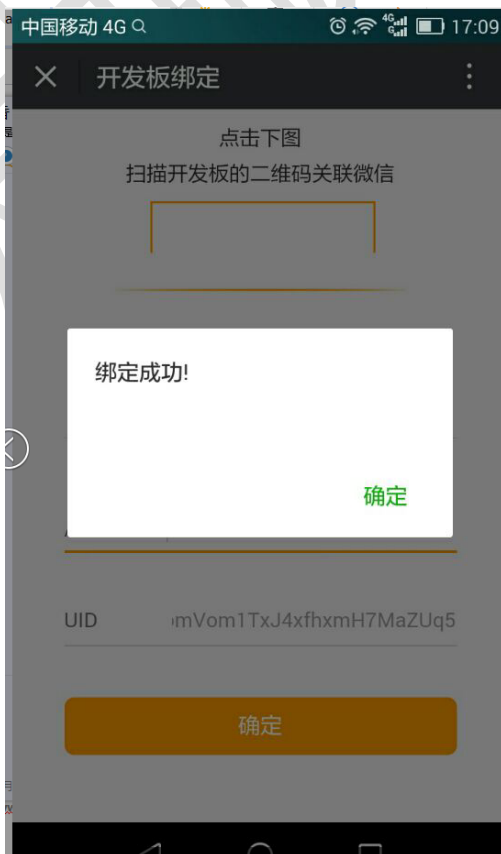 中国移动 4G 17:09
开发板绑定
点击下图
扫描开发板的二维码关联微信
绑定成功!
确定
UID mVom1TxJ4xfhxmH7MaZUq5
确定